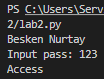 PS C:\Users\Serv
2/lab2.py
Besken Nurtay
Input pass: 123
Access